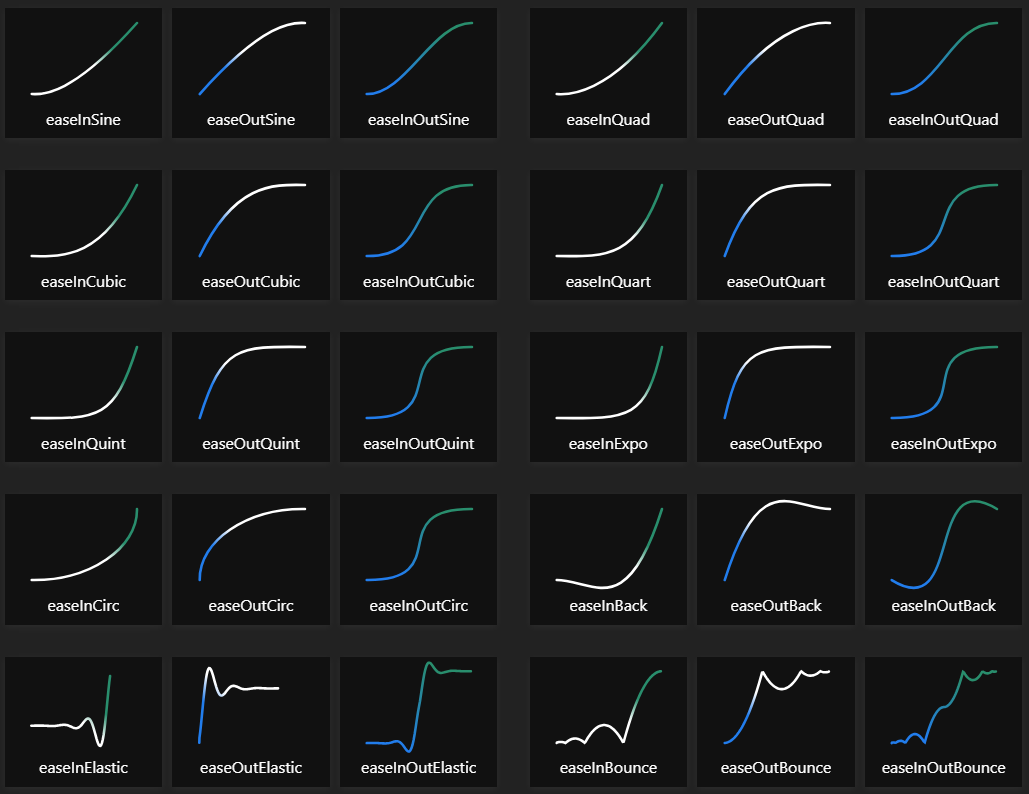 easeInSine
easeOutSine
easeInOutSine
easeInQuad
easeOutQuad
easeInOutQuad
easeInCubic
easeOutCubic
easeInOutCubic
easeInQuart
easeOutQuart
easeInOutQuart
easeInQuint
easeOutQuint
easeInOutQuint
easeInExpo
easeOutExpo
easeInOutExpo
easeInCirc
easeOutCirc
easeInOutCirc
easeInBack
easeOutBack
easeInOutBack
easeInElastic
easeOutElastic
easeInOutElastic
easeInBounce
easeOutBounce
easeInOutBounce